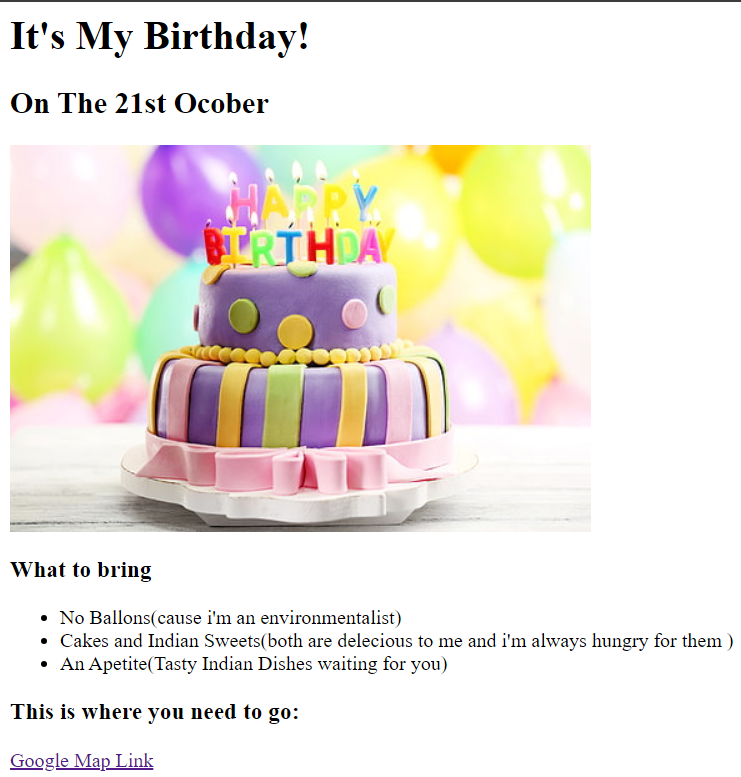 It's My Birthday!
On The 21st Ocober
HAPPY
BIRTHDAY
What to bring
No Ballons(cause i'm an environmentalist)
Cakes and Indian Sweets(both are delecious to me and i'm always hungry for them )
An Apetite(Tasty Indian Dishes waiting for you)
This is where you need to go:
Google Map Link